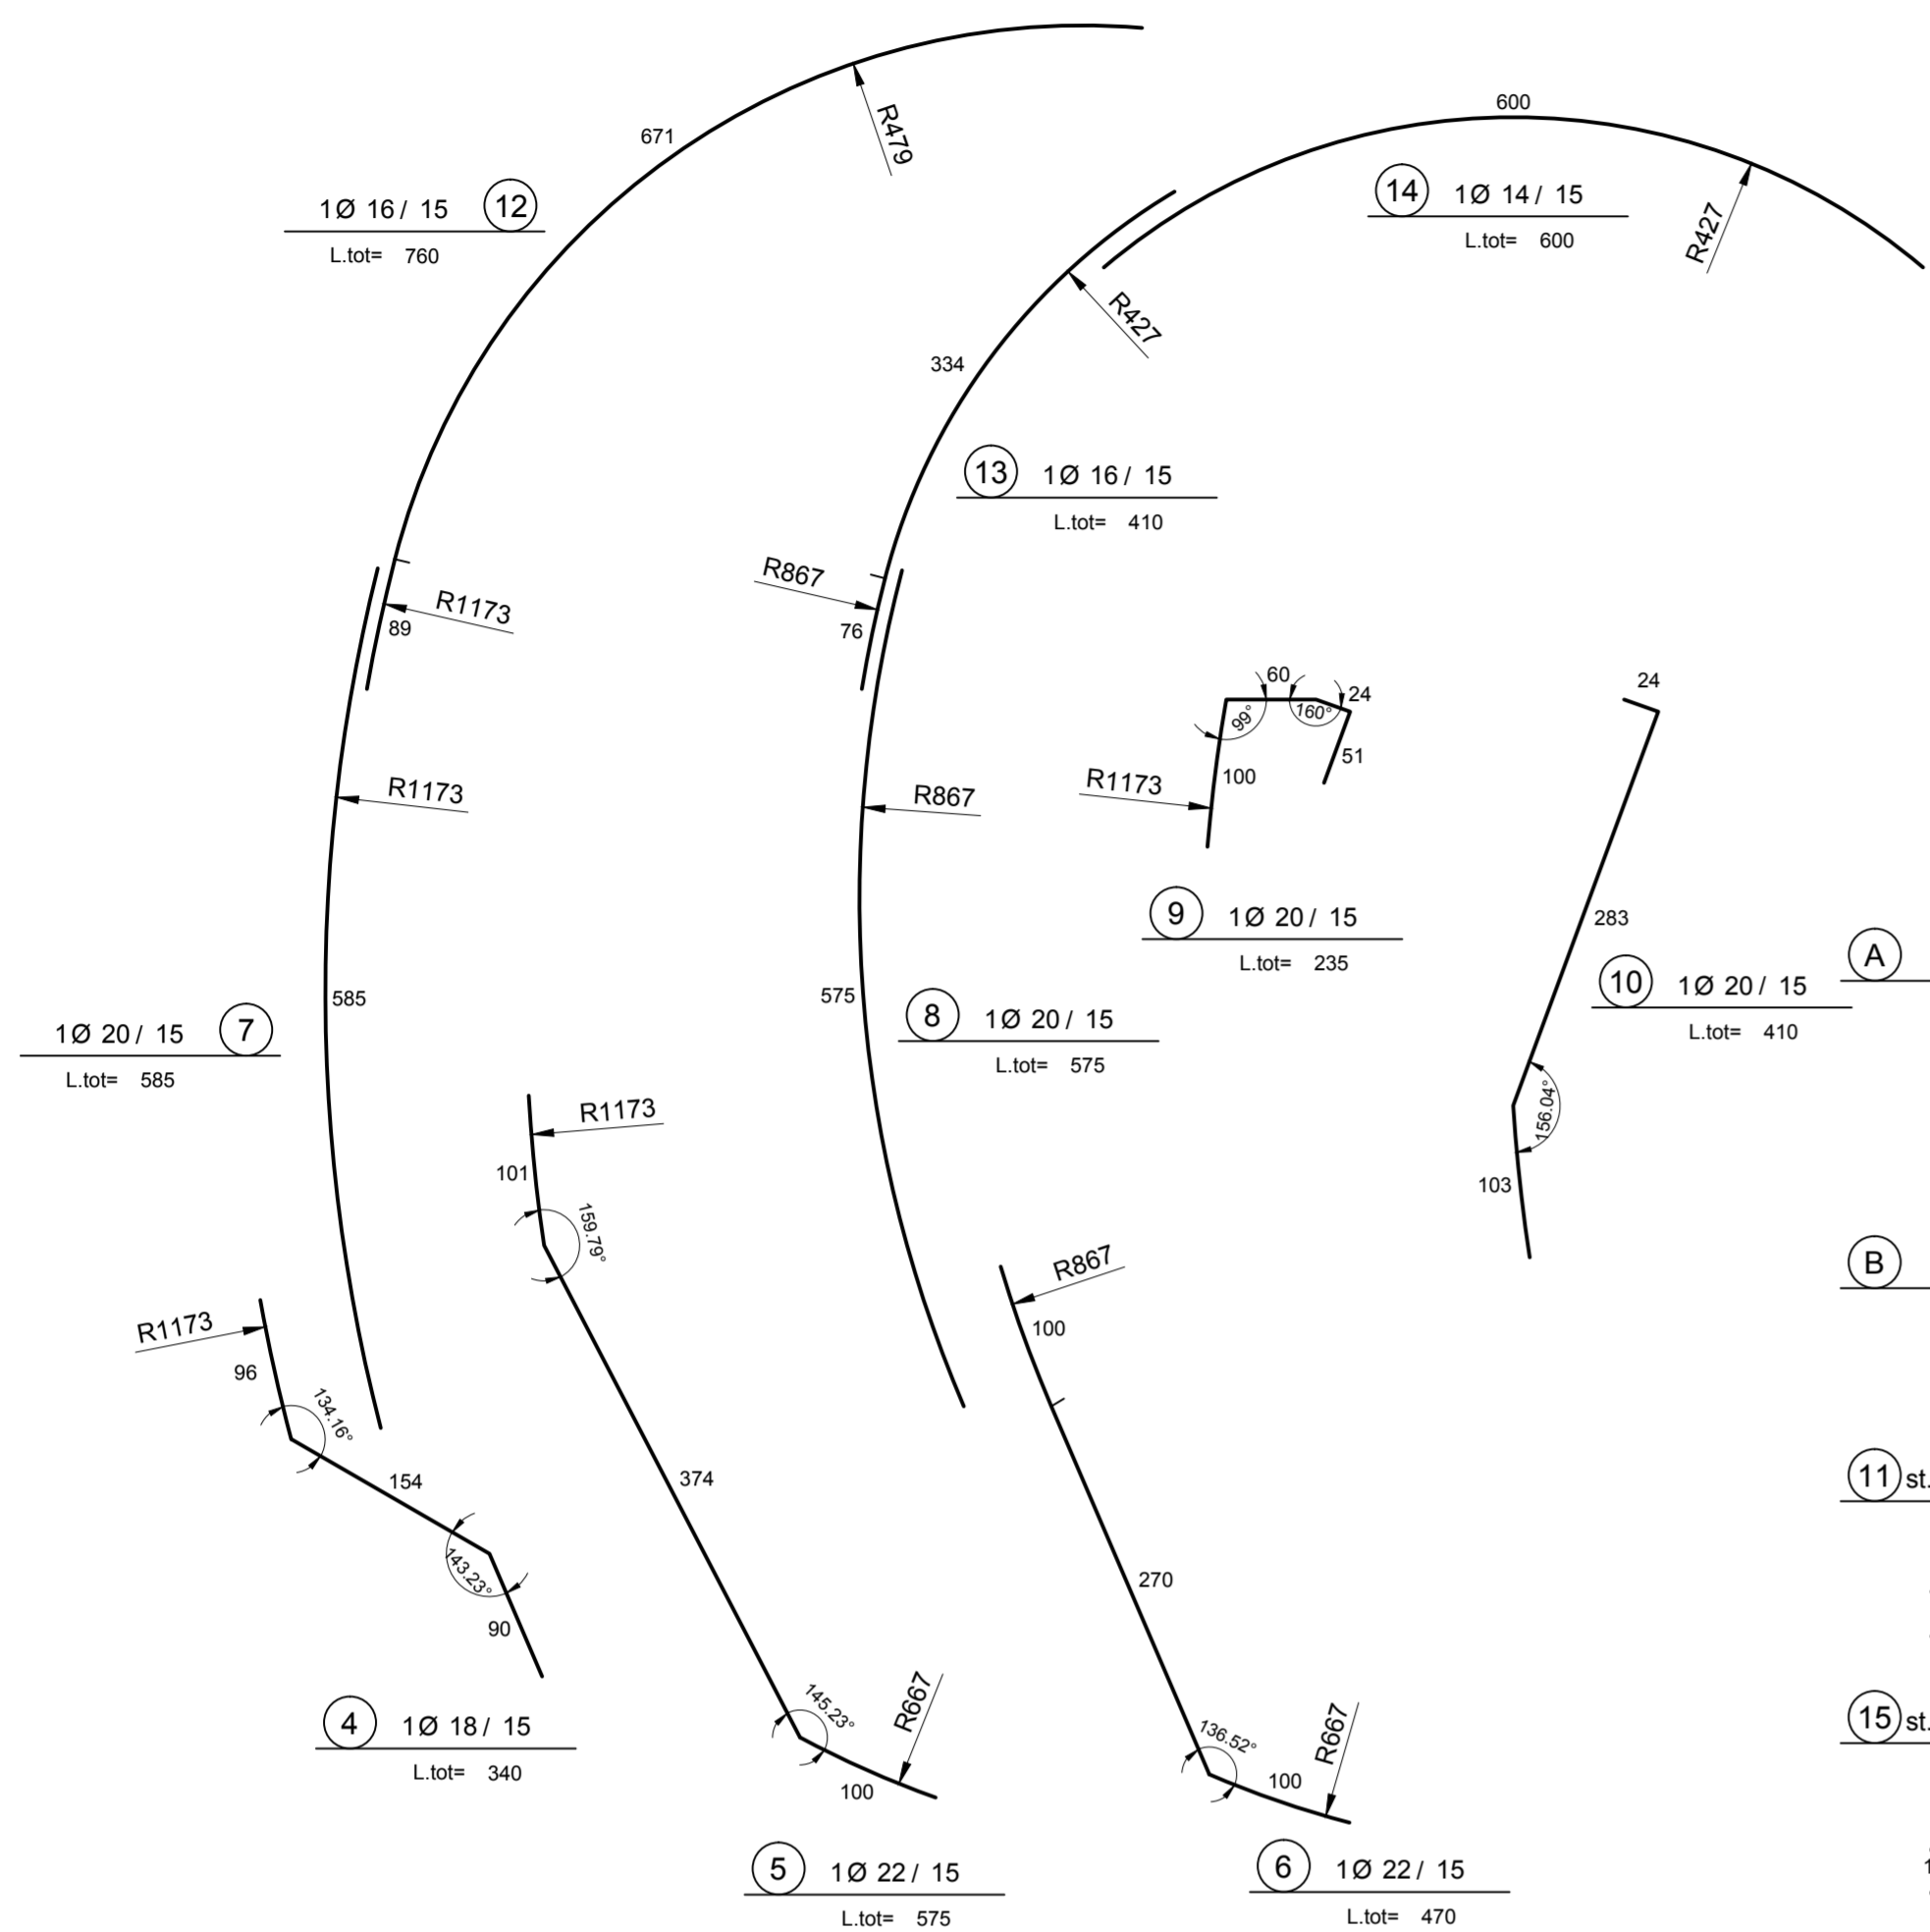 671
R479
1Ø 16/ 15 12
L.tot= 760
R1173
89
600
14 1Ø 14/ 15
L.tot= 600
R427
R427
334
13 1Ø 16/ 15
L.tot= 410
R867
76
R1173
585
1Ø 20/ 15 7
L.tot= 585
R867
575
8 1Ø 20/ 15
L.tot= 575
60
24
99°
160°
51
100
R1173
9 1Ø 20/ 15
L.tot= 235
24
283
10 1Ø 20/ 15
L.tot= 410
156.04°
103
A
B
11 st.
15 st.
R1173
96
134.16°
154
143.23°
90
4 1Ø 18/ 15
L.tot= 340
R1173
101
159.79°
374
145.23°
R667
100
5 1Ø 22/ 15
L.tot= 575
R867
100
270
136.52°
R667
100
6 1Ø 22/ 15
L.tot= 470